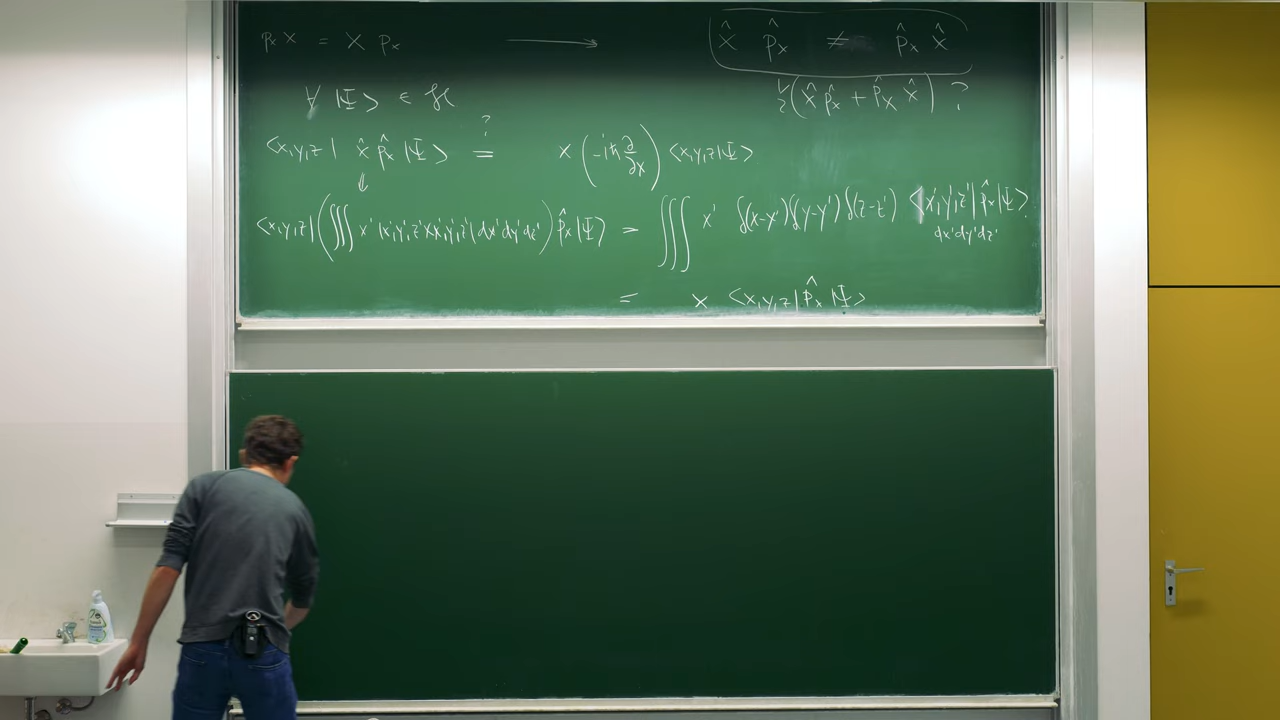 pₓ x = x pₓ ⟶ x̂ p̂ₓ ≠ p̂ₓ x̂
½(x̂ p̂ₓ + p̂ₓ x̂) ?
∀ |Ψ⟩ ∈ ℋ
⟨x,y,z| x̂ p̂ₓ |Ψ⟩ =? x (-iħ ∂/∂x) ⟨x,y,z|Ψ⟩
↓
⟨x,y,z| (∭ x' |x',y',z'⟩⟨x',y',z'| dx'dy'dz') p̂ₓ|Ψ⟩ = ∭ x' δ(x-x')δ(y-y')δ(z-z') ⟨x',y',z'|p̂ₓ|Ψ⟩
dx'dy'dz'
= x ⟨x,y,z|p̂ₓ|Ψ⟩